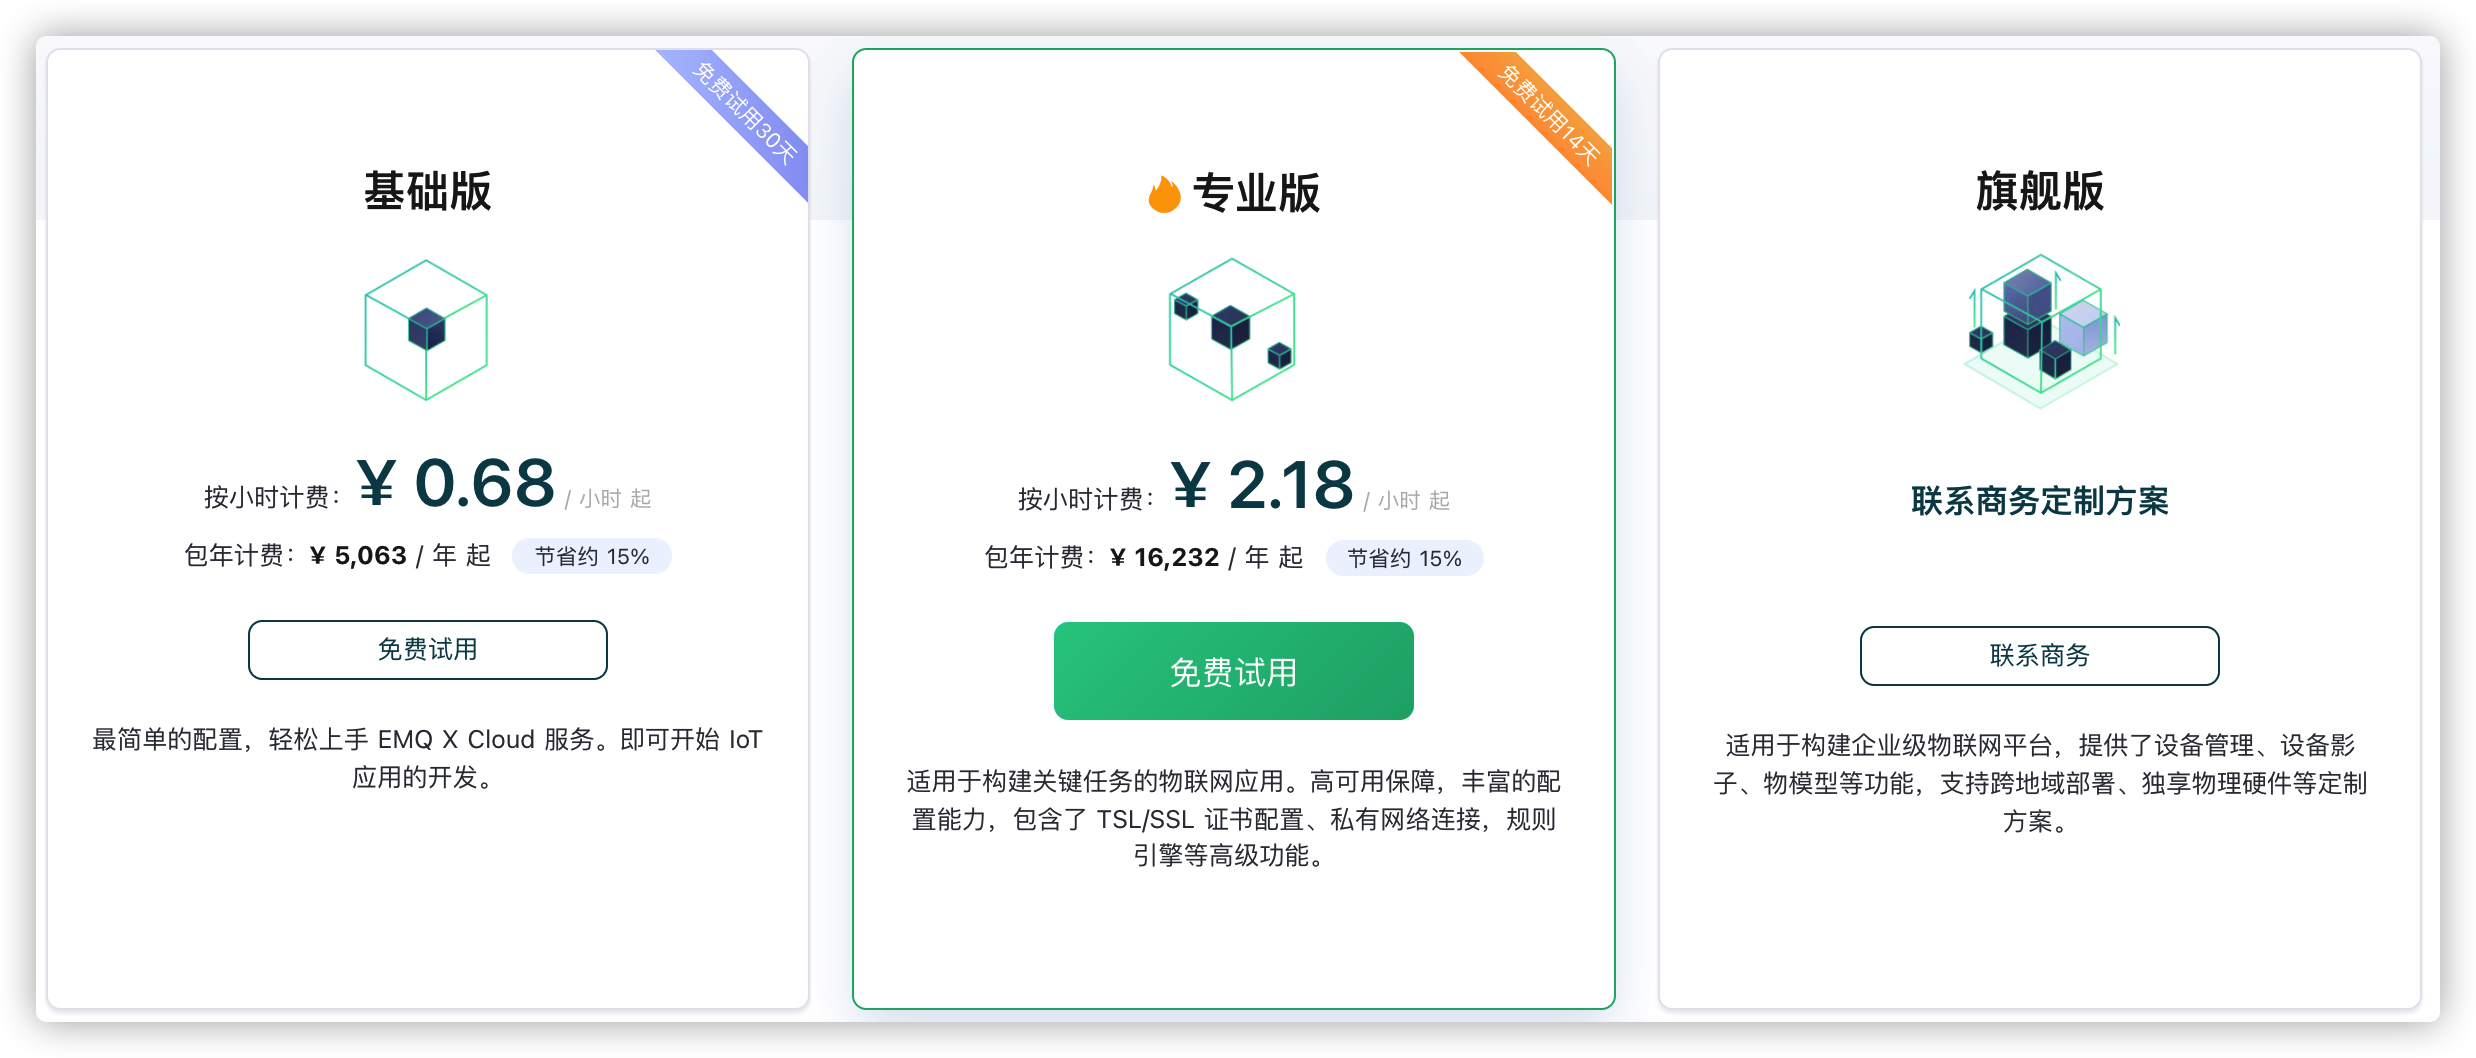 免费试用30天
基础版
按小时计费： ¥ 0.68 / 小时 起
包年计费： ¥ 5,063 / 年 起 节省约 15%
免费试用
最简单的配置，轻松上手 EMQ X Cloud 服务。即可开始 IoT
应用的开发。
免费试用14天
专业版
按小时计费： ¥ 2.18 / 小时 起
包年计费： ¥ 16,232 / 年 起 节省约 15%
免费试用
适用于构建关键任务的物联网应用。高可用保障，丰富的配
置能力，包含了 TSL/SSL 证书配置、私有网络连接，规则
引擎等高级功能。
旗舰版
联系商务定制方案
联系商务
适用于构建企业级物联网平台，提供了设备管理、设备影
子、物模型等功能，支持跨地域部署、独享物理硬件等定制
方案。